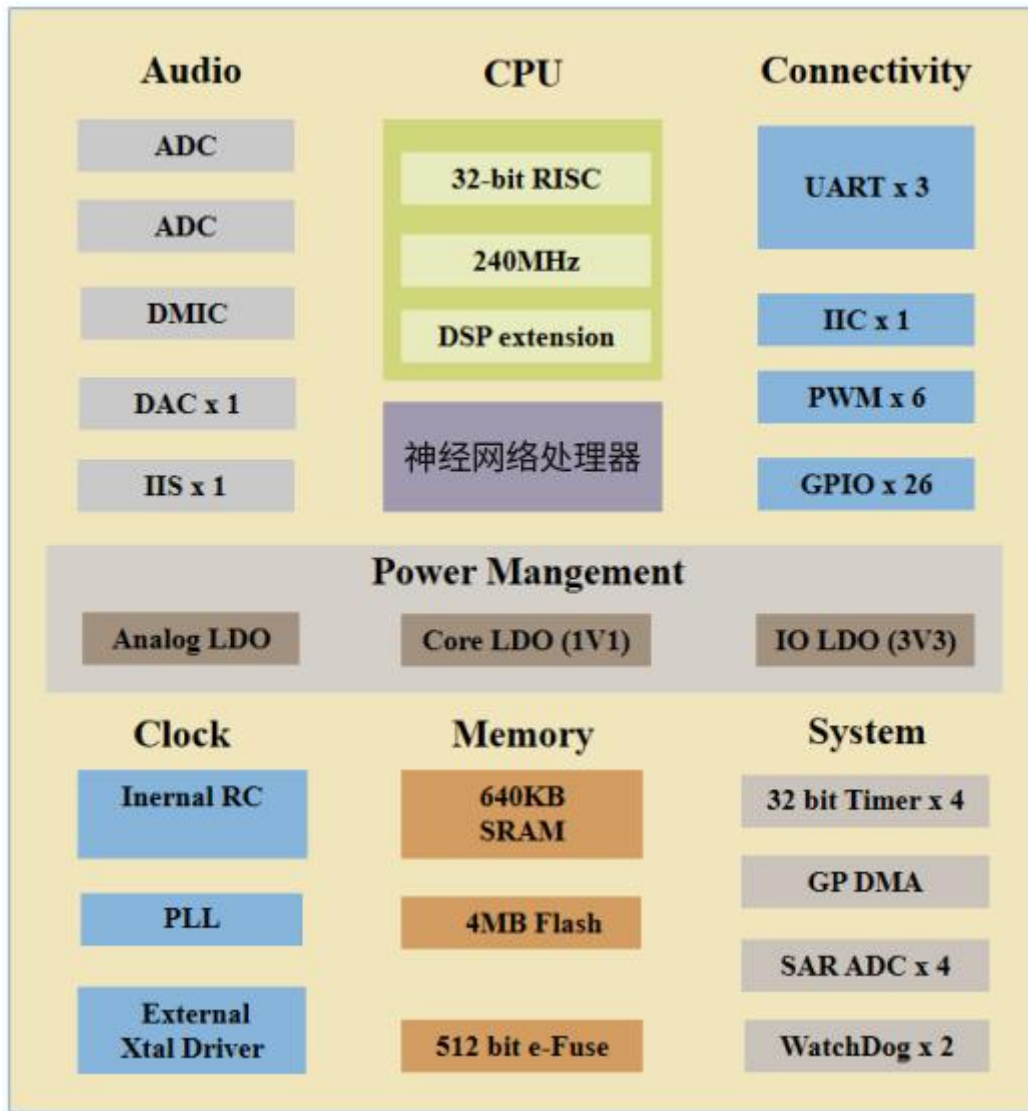 Audio
ADC
ADC
DMIC
DAC x 1
IIS x 1
CPU
32-bit RISC
240MHz
DSP extension
神经网络处理器
Connectivity
UART x 3
IIC x 1
PWM x 6
GPIO x 26
Power Mangement
Analog LDO
Core LDO (1V1)
IO LDO (3V3)
Clock
Inernal RC
PLL
External
Xtal Driver
Memory
640KB
SRAM
4MB Flash
512 bit e-Fuse
System
32 bit Timer x 4
GP DMA
SAR ADC x 4
WatchDog x 2